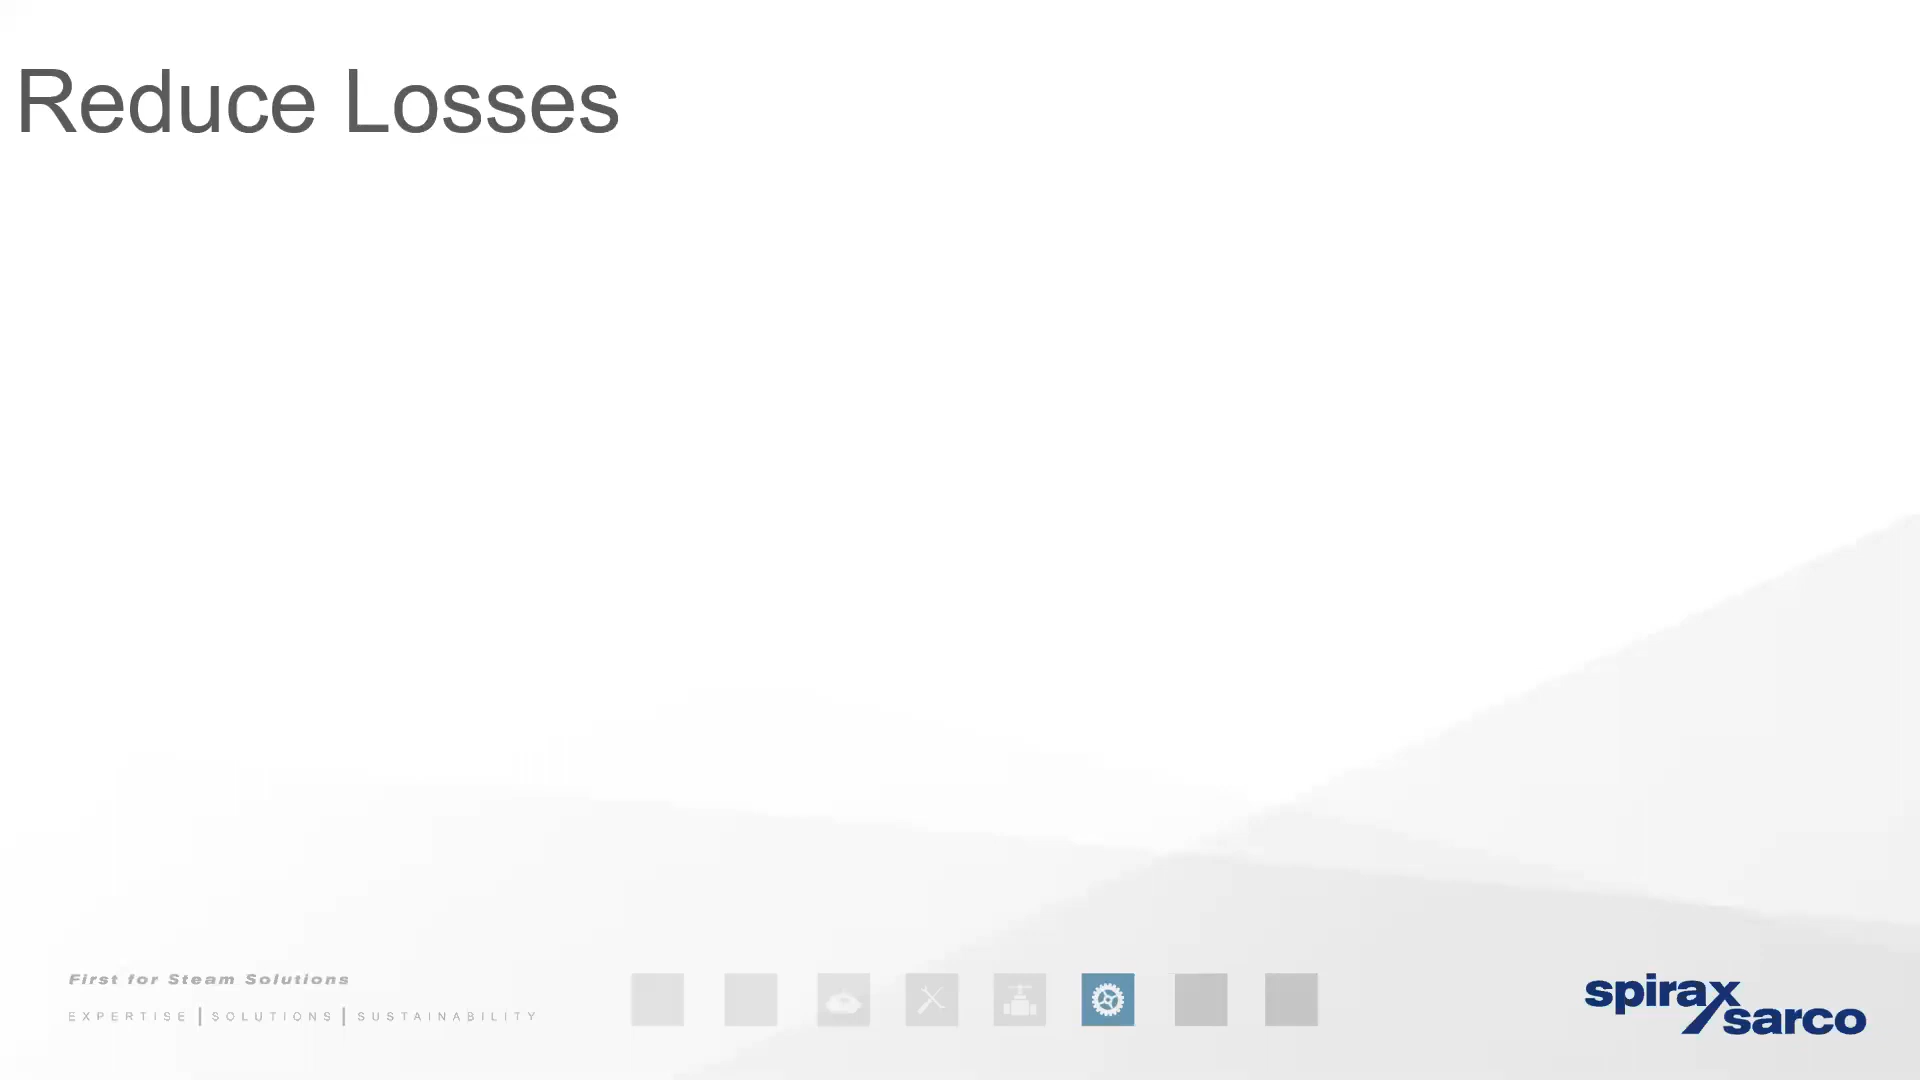 Reduce Losses
First for Steam Solutions
EXPERTISE | SOLUTIONS | SUSTAINABILITY
spirax
sarco